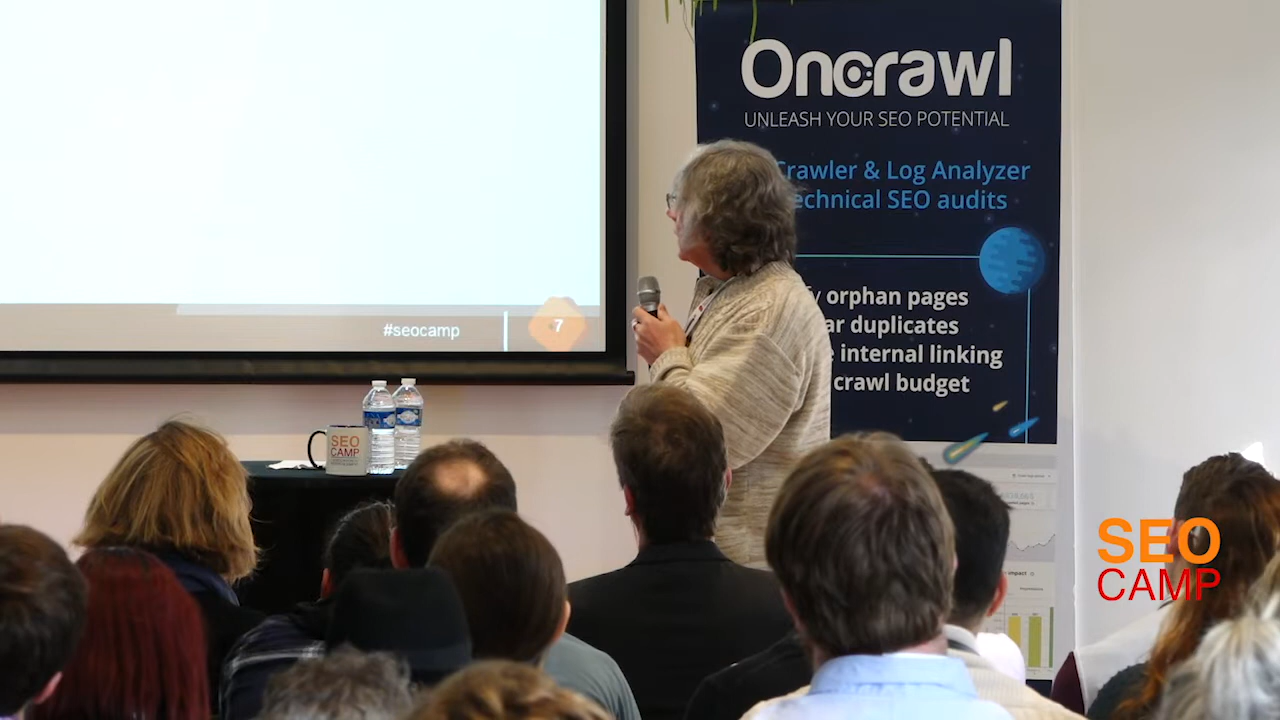 Oncrawl
UNLEASH YOUR SEO POTENTIAL
Crawler & Log Analyzer
technical SEO audits
orphan pages
duplicates
internal linking
crawl budget
#seocamp
7
SEO
CAMP
SEO
CAMP
impact